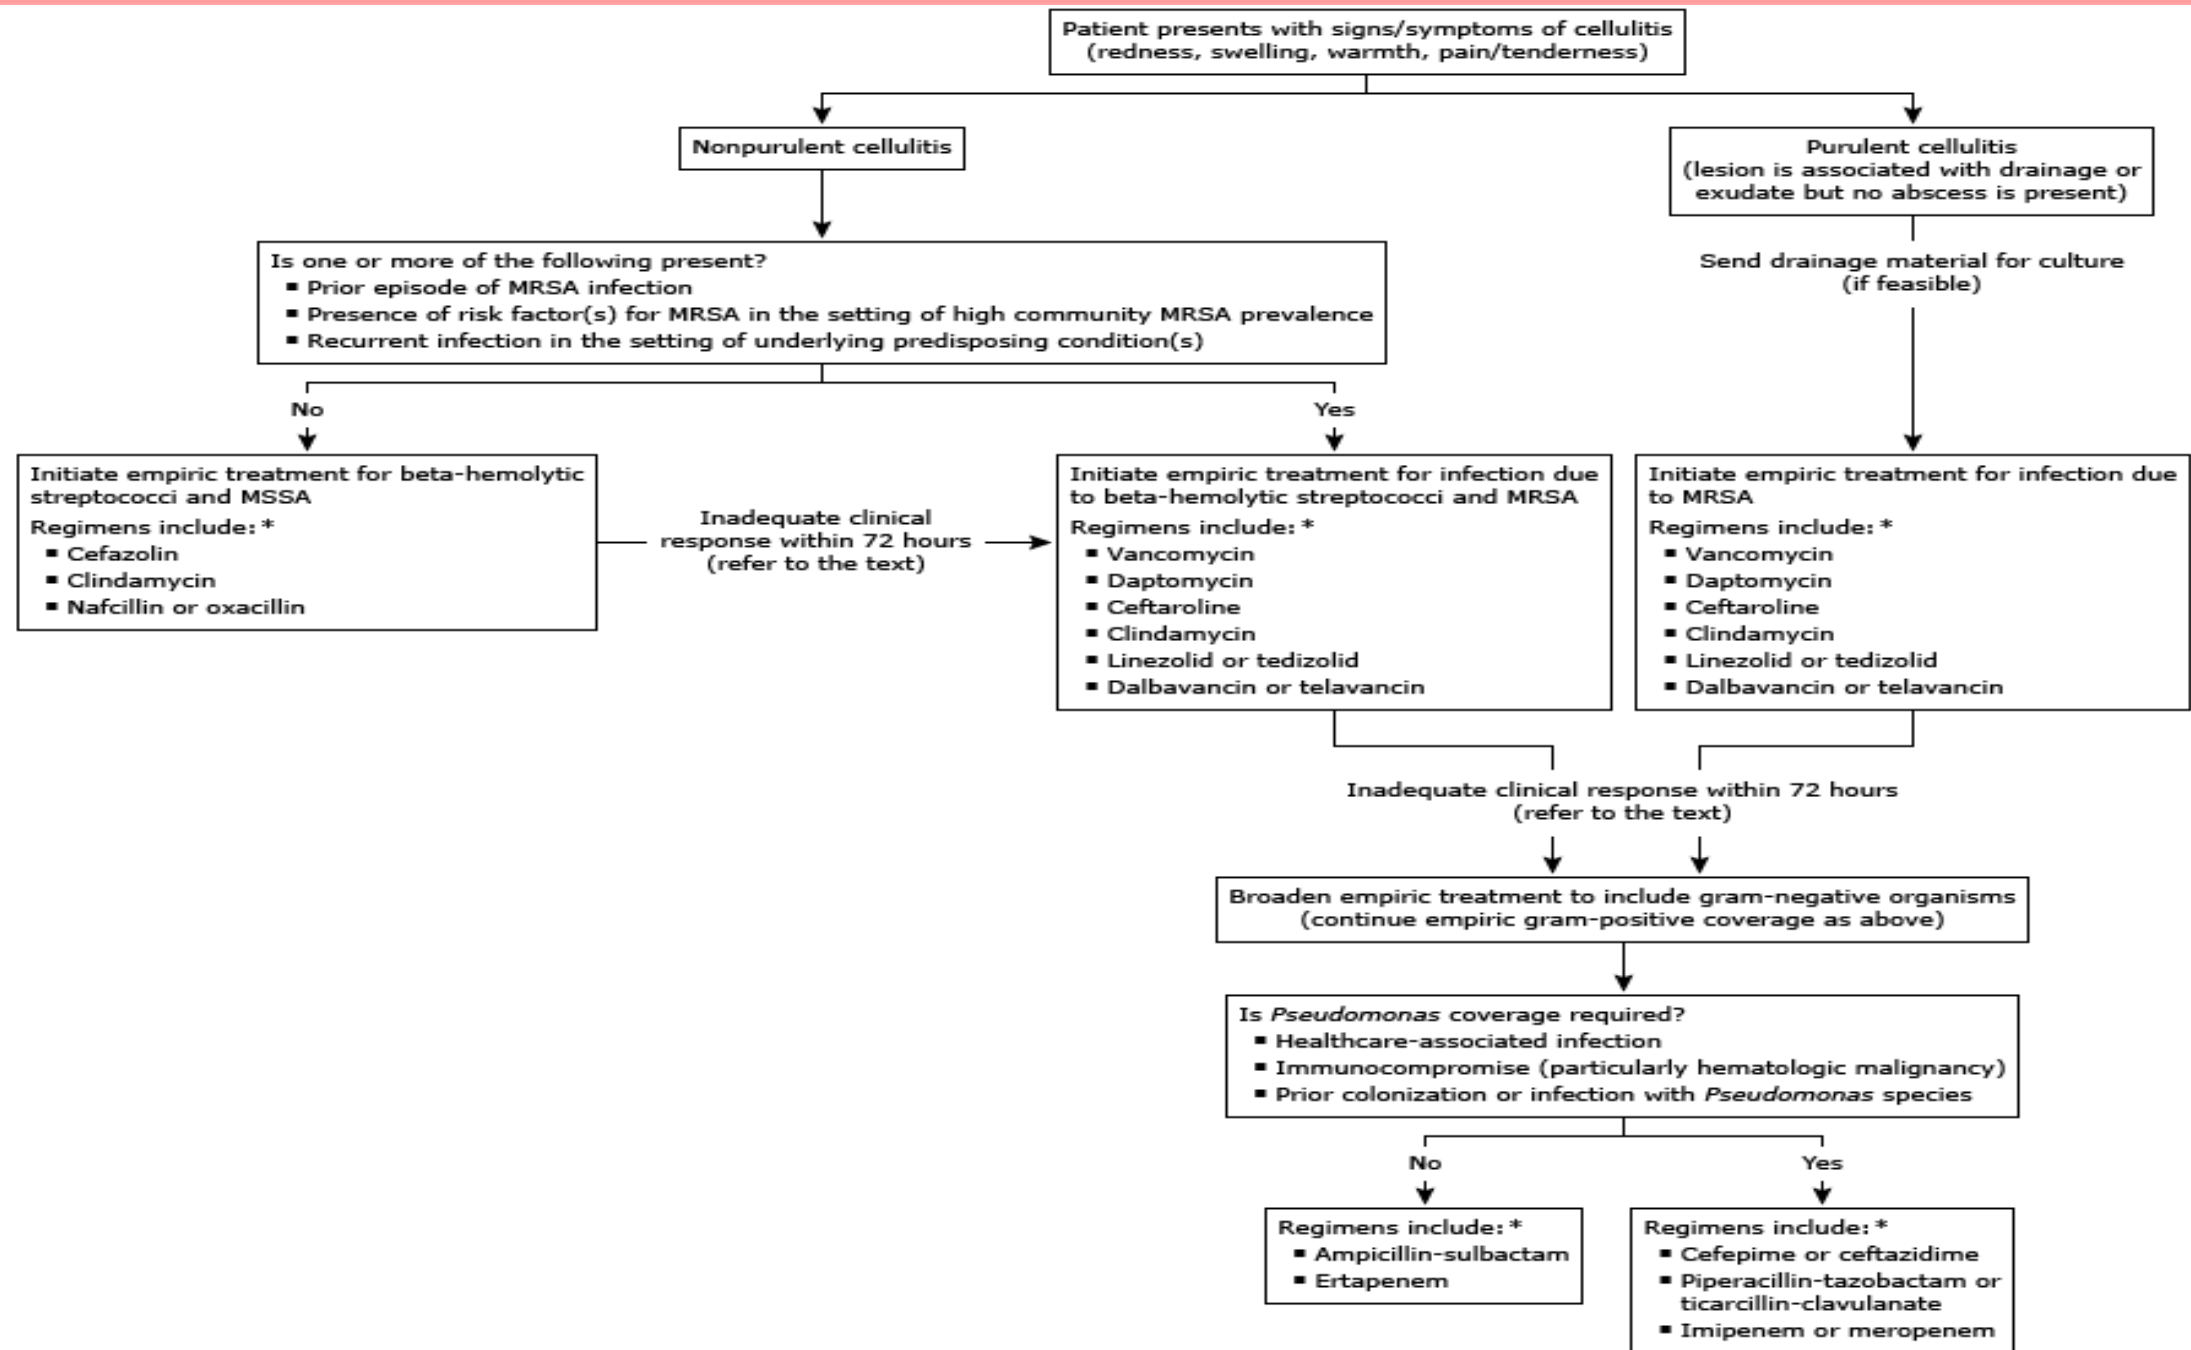 Patient presents with signs/symptoms of cellulitis
(redness, swelling, warmth, pain/tenderness)
Nonpurulent cellulitis
Purulent cellulitis
(lesion is associated with drainage or
exudate but no abscess is present)
Is one or more of the following present?
▪ Prior episode of MRSA infection
▪ Presence of risk factor(s) for MRSA in the setting of high community MRSA prevalence
▪ Recurrent infection in the setting of underlying predisposing condition(s)
Send drainage material for culture
(if feasible)
No
Yes
Initiate empiric treatment for beta-hemolytic
streptococci and MSSA
Regimens include: *
▪ Cefazolin
▪ Clindamycin
▪ Nafcillin or oxacillin
Inadequate clinical
response within 72 hours
(refer to the text)
Initiate empiric treatment for infection due
to beta-hemolytic streptococci and MRSA
Regimens include: *
▪ Vancomycin
▪ Daptomycin
▪ Ceftaroline
▪ Clindamycin
▪ Linezolid or tedizolid
▪ Dalbavancin or telavancin
Initiate empiric treatment for infection due
to MRSA
Regimens include: *
▪ Vancomycin
▪ Daptomycin
▪ Ceftaroline
▪ Clindamycin
▪ Linezolid or tedizolid
▪ Dalbavancin or telavancin
Inadequate clinical response within 72 hours
(refer to the text)
Broaden empiric treatment to include gram-negative organisms
(continue empiric gram-positive coverage as above)
Is Pseudomonas coverage required?
▪ Healthcare-associated infection
▪ Immunocompromise (particularly hematologic malignancy)
▪ Prior colonization or infection with Pseudomonas species
No
Yes
Regimens include: *
▪ Ampicillin-sulbactam
▪ Ertapenem
Regimens include: *
▪ Cefepime or ceftazidime
▪ Piperacillin-tazobactam or
ticarcillin-clavulanate
▪ Imipenem or meropenem